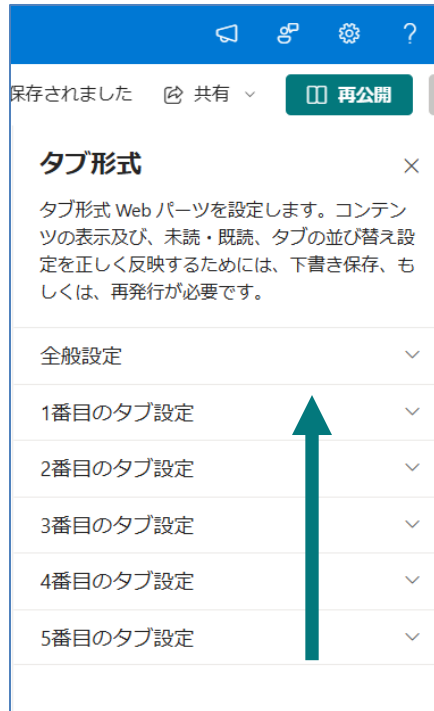 保存されました 共有 再公開
タブ形式
タブ形式 Web パーツを設定します。コンテン
ツの表示及び、未読・既読、タブの並び替え設
定を正しく反映するためには、下書き保存、も
しくは、再発行が必要です。
全般設定
1番目のタブ設定
2番目のタブ設定
3番目のタブ設定
4番目のタブ設定
5番目のタブ設定